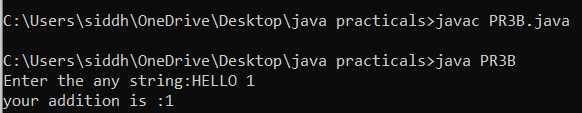 C:\Users\siddh\OneDrive\Desktop\java practicals>javac PR3B.java
C:\Users\siddh\OneDrive\Desktop\java practicals>java PR3B
Enter the any string:HELLO 1
your addition is :1